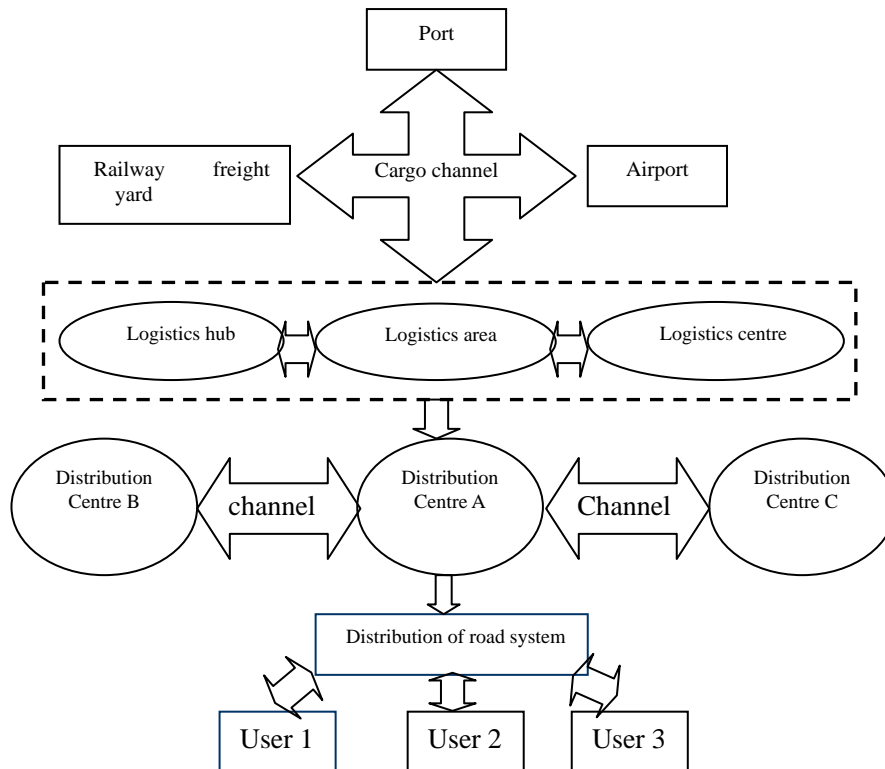 Port
Railway freight
yard
Cargo channel
Airport
Logistics hub
Logistics area
Logistics centre
Distribution
Centre B
channel
Distribution
Centre A
Channel
Distribution
Centre C
Distribution of road system
User 1
User 2
User 3